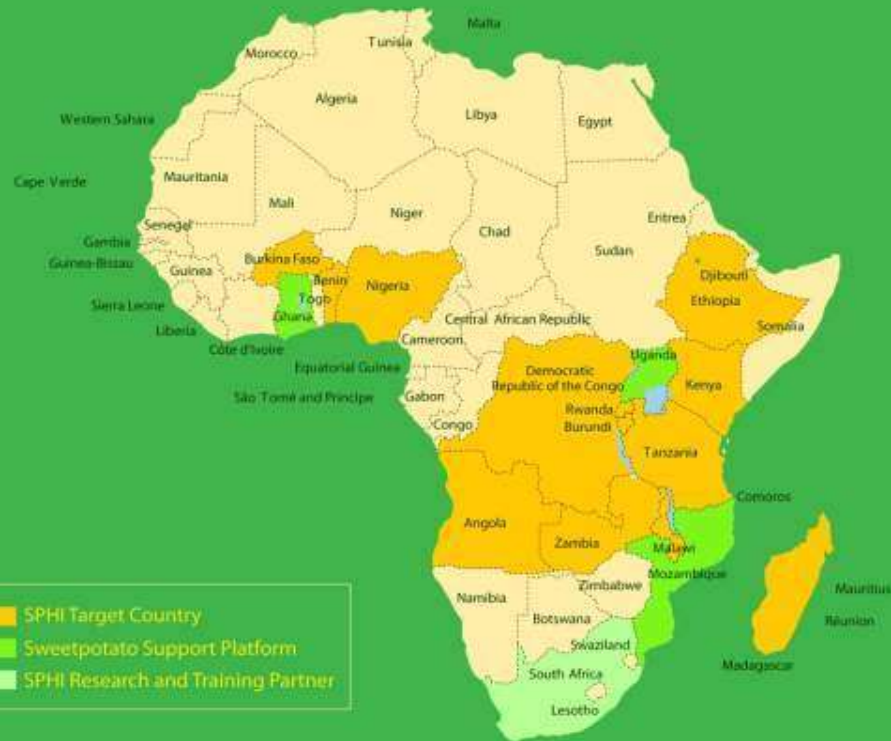 Malta
Tunisia
Morocco
Algeria
Libya
Egypt
Western Sahara
Mauritania
Cape Verde
Mali
Niger
Chad
Sudan
Eritrea
Senegal
Gambia
Guinea-Bissau
Guinea
Burkina Faso
Benin
Nigeria
Togo
Ghana
Djibouti
Ethiopia
Somalia
Sierra Leone
Liberia
Côte d'Ivoire
Central African Republic
Cameroon
Equatorial Guinea
São Tomé and Principe
Gabon
Congo
Democratic
Republic of the Congo
Uganda
Kenya
Rwanda
Burundi
Tanzania
Comoros
Angola
Zambia
Malawi
Mozambique
Zimbabwe
Namibia
Botswana
Swaziland
South Africa
Lesotho
Mauritius
Réunion
Madagascar
SPHI Target Country
Sweetpotato Support Platform
SPHI Research and Training Partner